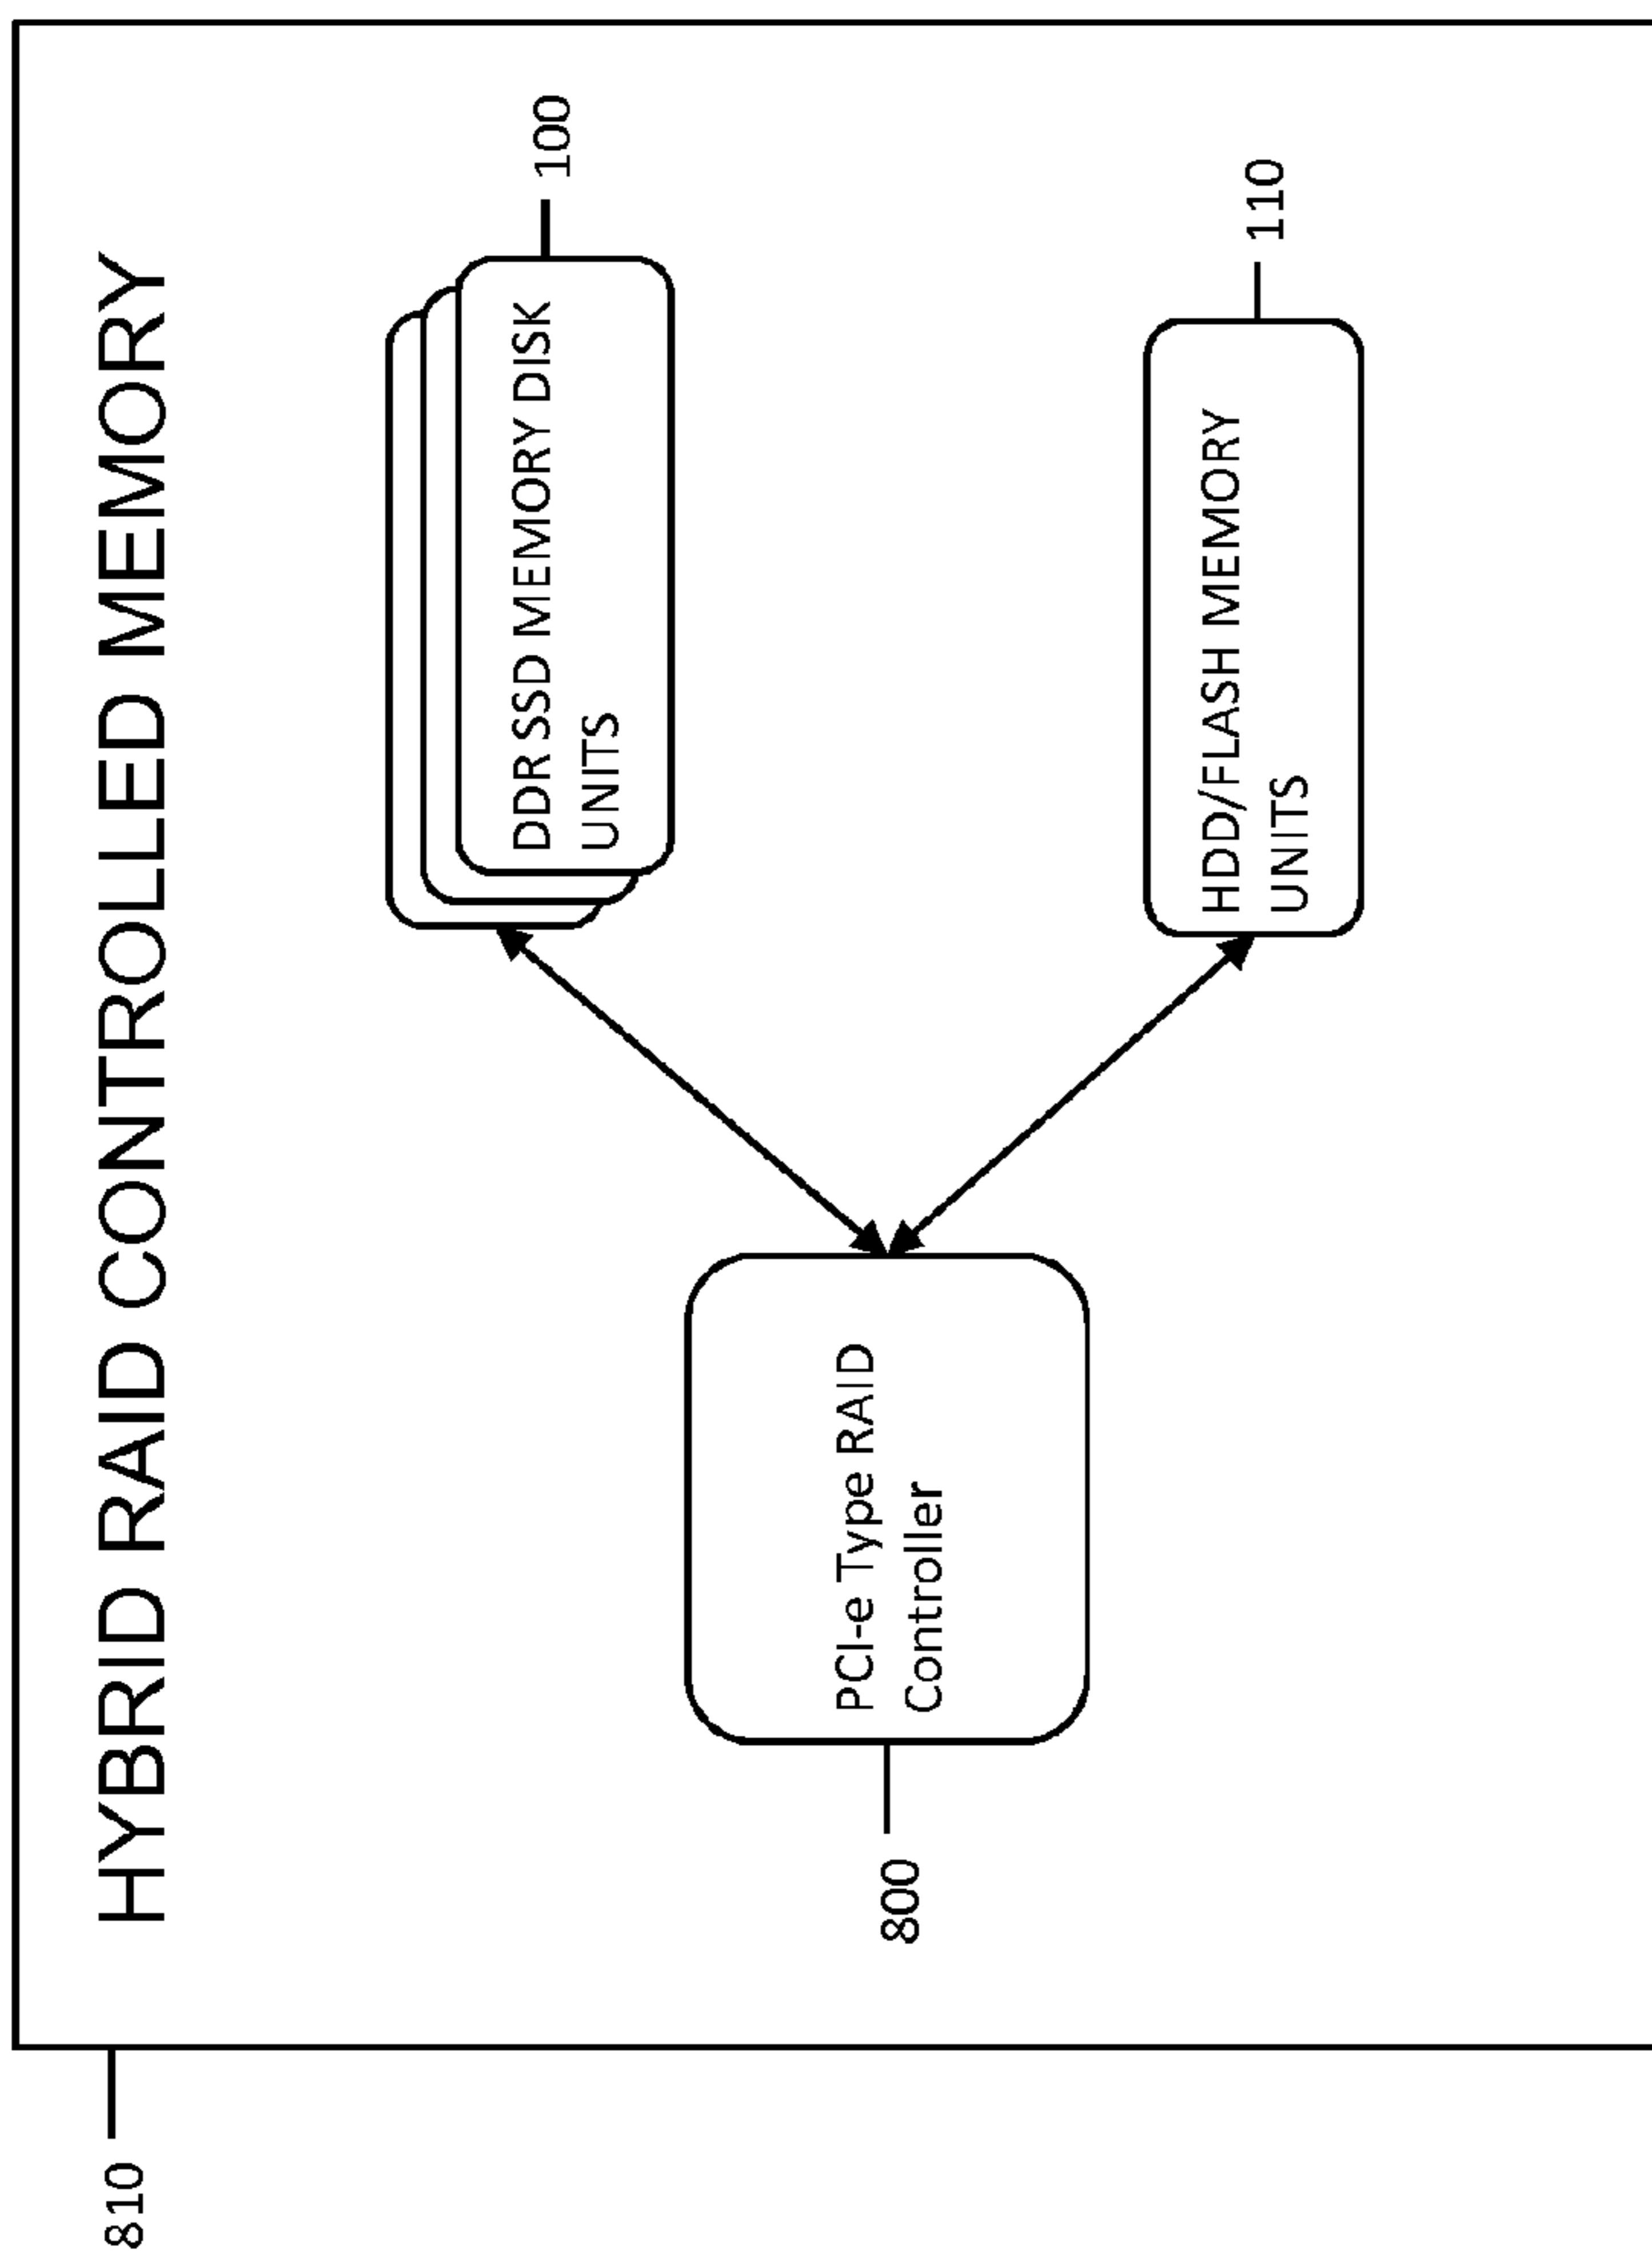 HYBRID RAID CONTROLLED MEMORY
810
DDR SSD MEMORY DISK
UNITS
100
PCI-e Type RAID
Controller
800
HDD/FLASH MEMORY
UNITS
110